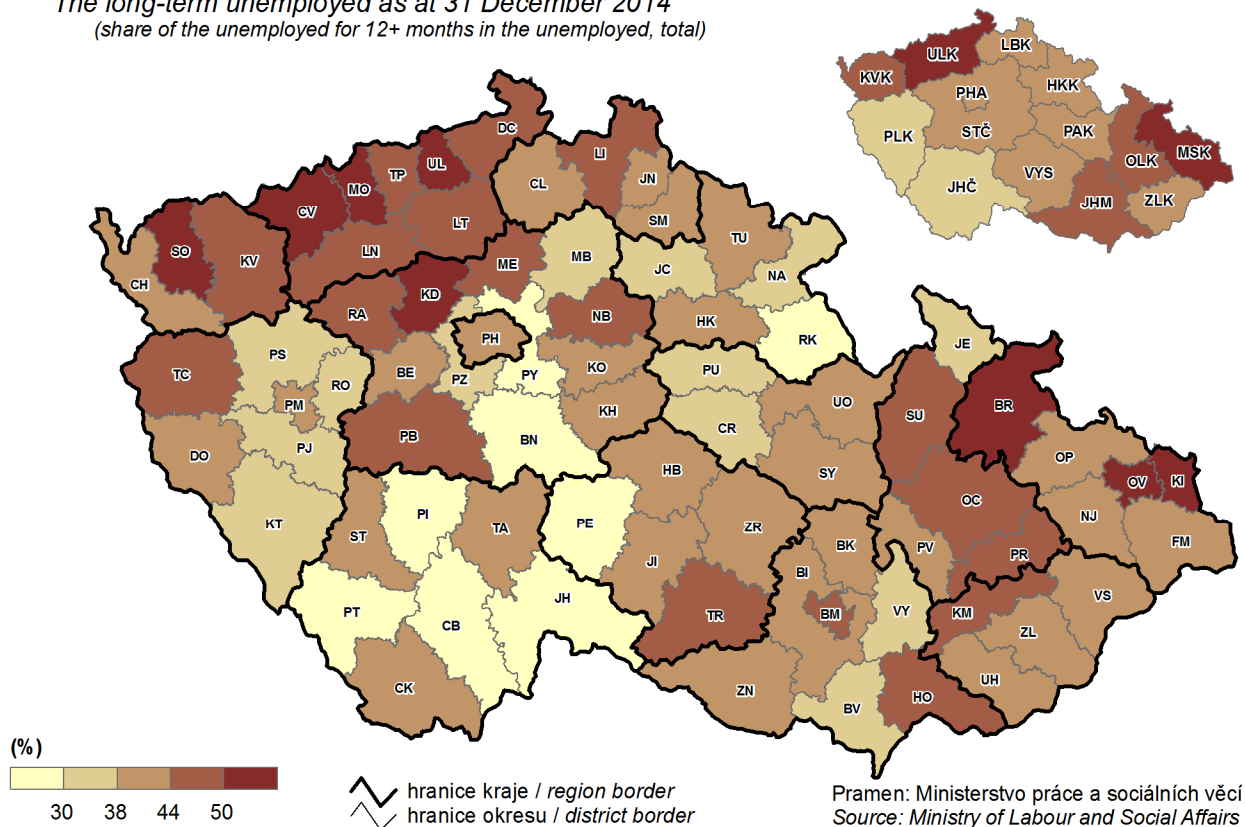 The long-term unemployed as at 31 December 2014
(share of the unemployed for 12+ months in the unemployed, total)
LBK
ULK
KVK
HKK
PHA
PLK
STČ
PAK
MSK
OLK
VYS
JHČ
JHM
ZLK
DC
UL
LI
TP
MO
CL
JN
CV
LT
SM
TU
SO
LN
KV
ME
MB
JC
NA
CH
KD
RA
NB
HK
PH
RK
JE
PS
TC
RO
BE
PZ
PY
KO
PU
PM
UO
SU
BR
KH
PB
BN
CR
DO
PJ
HB
SY
OP
OV
KI
OC
PI
KT
ST
TA
PE
ZR
NJ
FM
BK
PV
PR
JI
BI
JH
VS
PT
CB
TR
BM
VY
KM
ZL
CK
ZN
UH
HO
BV
(%)
30 38 44 50
hranice kraje / region border
hranice okresu / district border
Pramen: Ministerstvo práce a sociálních věcí
Source: Ministry of Labour and Social Affairs